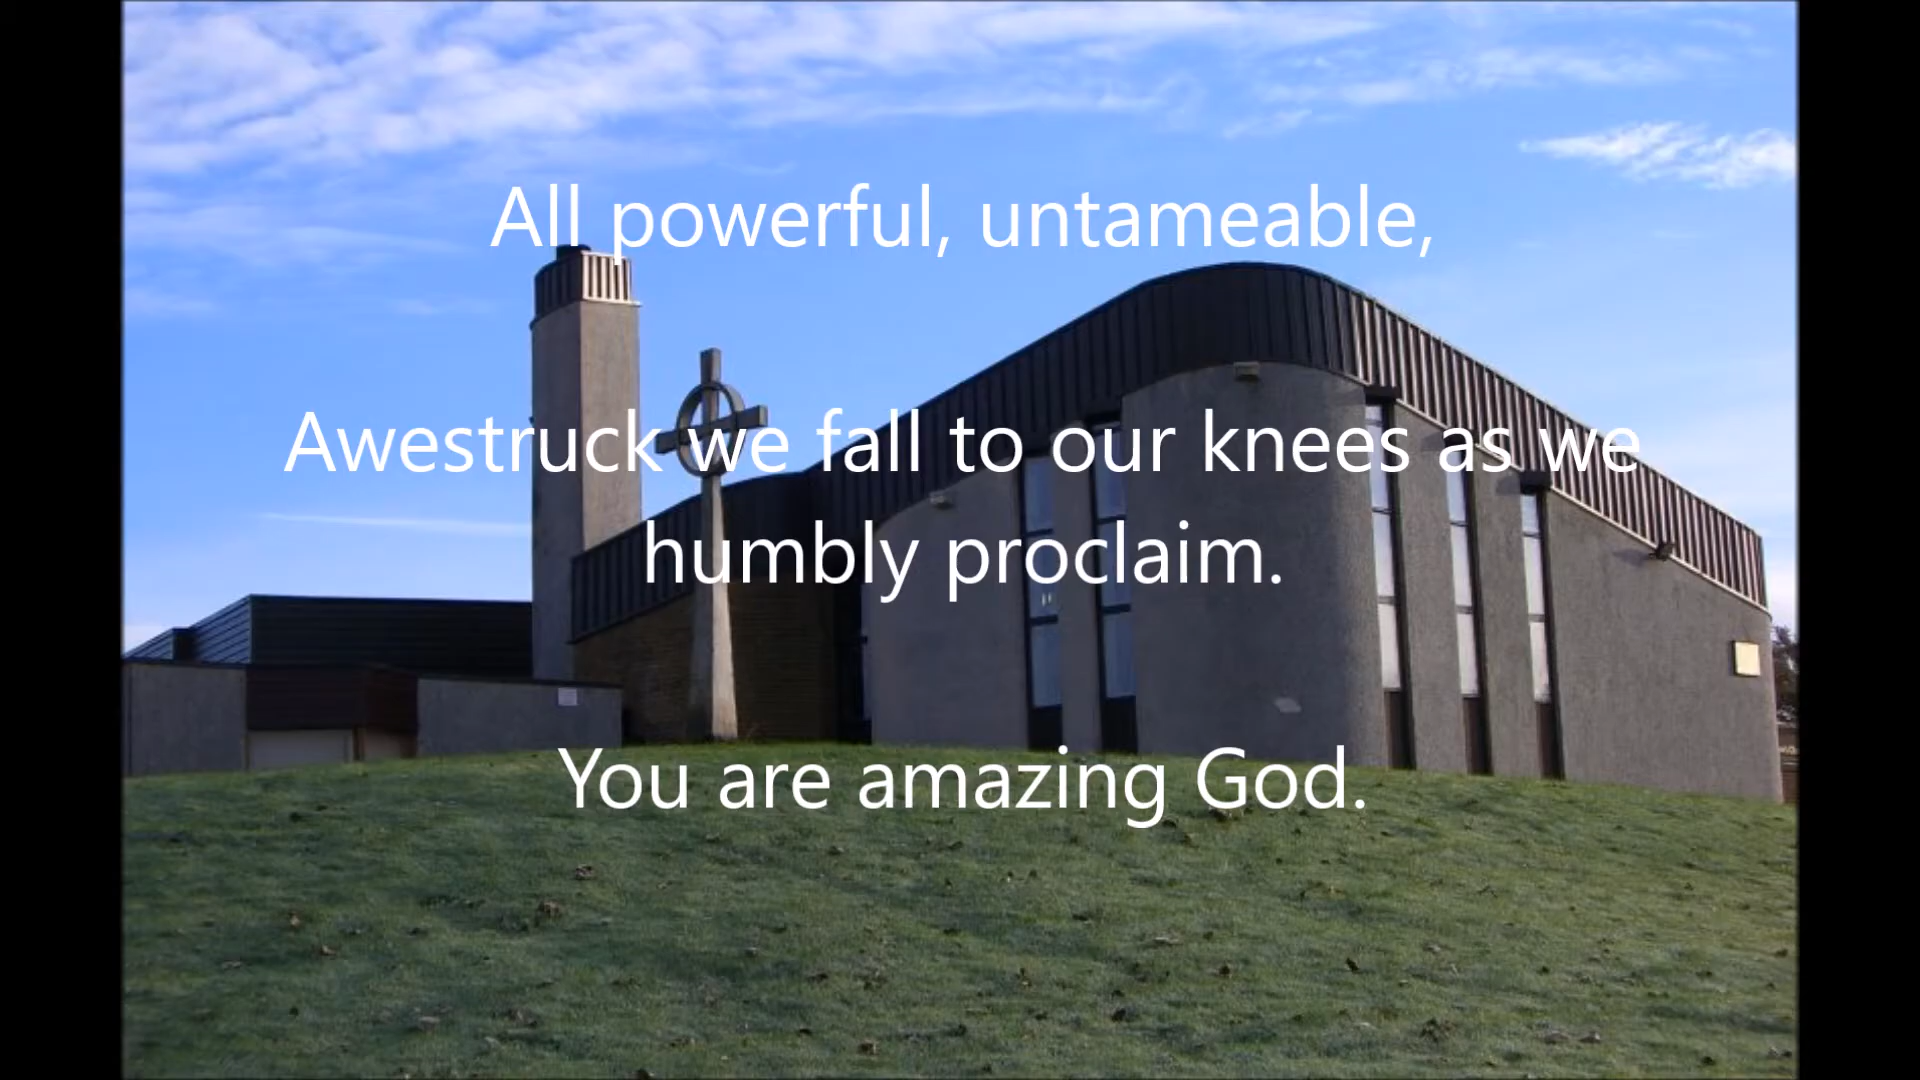 All powerful, untameable,
Awestruck we fall to our knees as we
humbly proclaim.
You are amazing God.